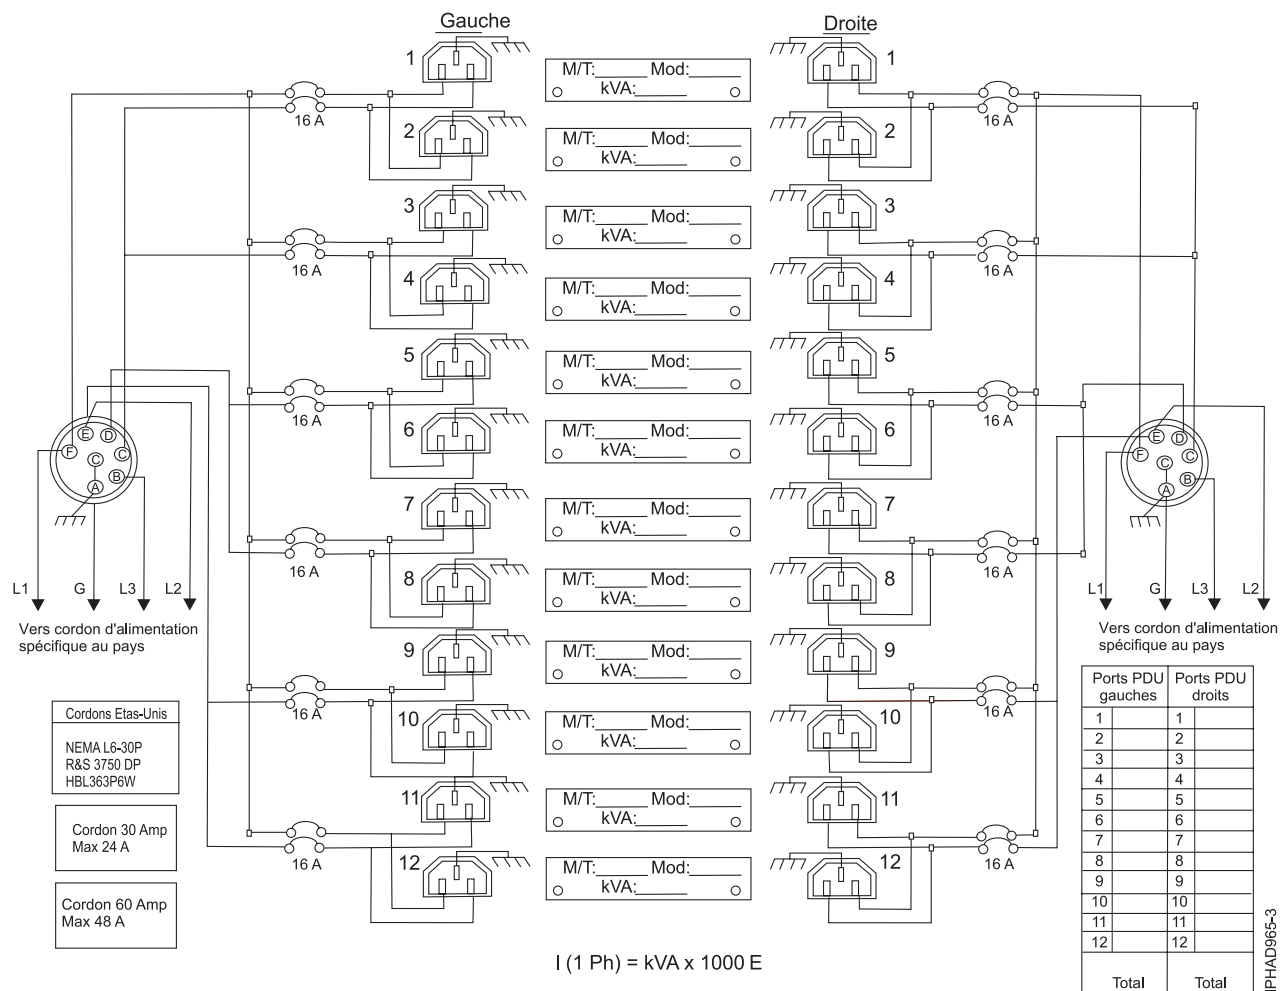 Gauche
Droite
1
M/T:_____ Mod:_____
kVA:_____
1
16 A
16 A
2
M/T:_____ Mod:_____
kVA:_____
2
3
M/T:_____ Mod:_____
kVA:_____
3
16 A
16 A
4
M/T:_____ Mod:_____
kVA:_____
4
5
M/T:_____ Mod:_____
kVA:_____
5
16 A
16 A
6
M/T:_____ Mod:_____
kVA:_____
6
E D
F C
C
B
A
E D
F C
C
B
A
7
M/T:_____ Mod:_____
kVA:_____
7
16 A
16 A
8
M/T:_____ Mod:_____
kVA:_____
8
L1 G L3 L2
L1 G L3 L2
Vers cordon d'alimentation
spécifique au pays
Vers cordon d'alimentation
spécifique au pays
9
M/T:_____ Mod:_____
kVA:_____
9
16 A
16 A
10
M/T:_____ Mod:_____
kVA:_____
10
11
M/T:_____ Mod:_____
kVA:_____
11
16 A
16 A
12
M/T:_____ Mod:_____
kVA:_____
12
Cordons Etas-Unis
NEMA L6-30P
R&S 3750 DP
HBL363P6W
Cordon 30 Amp
Max 24 A
Cordon 60 Amp
Max 48 A
Ports PDU gauches
Ports PDU droits
1 1
2 2
3 3
4 4
5 5
6 6
7 7
8 8
9 9
10 10
11 11
12 12
Total Total
I (1 Ph) = kVA x 1000 E
IPHAD965-3